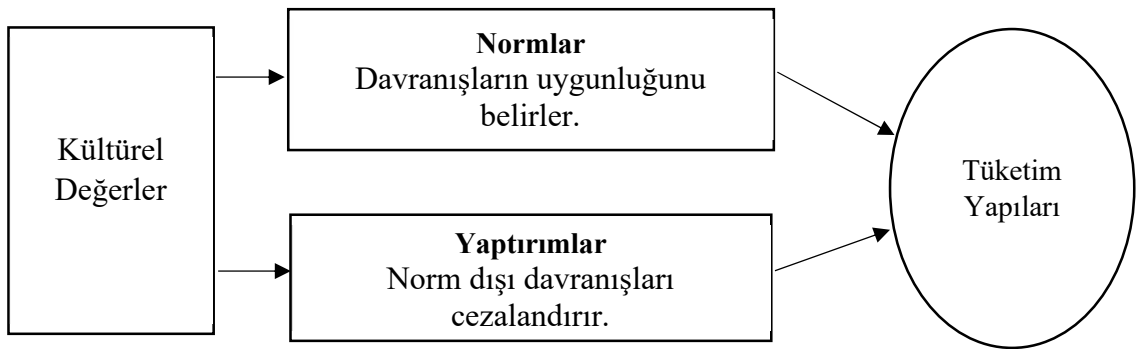 Kültürel
Değerler
Normlar
Davranışların uygunluğunu
belirler.
Yaptırımlar
Norm dışı davranışları
cezalandırır.
Tüketim
Yapıları